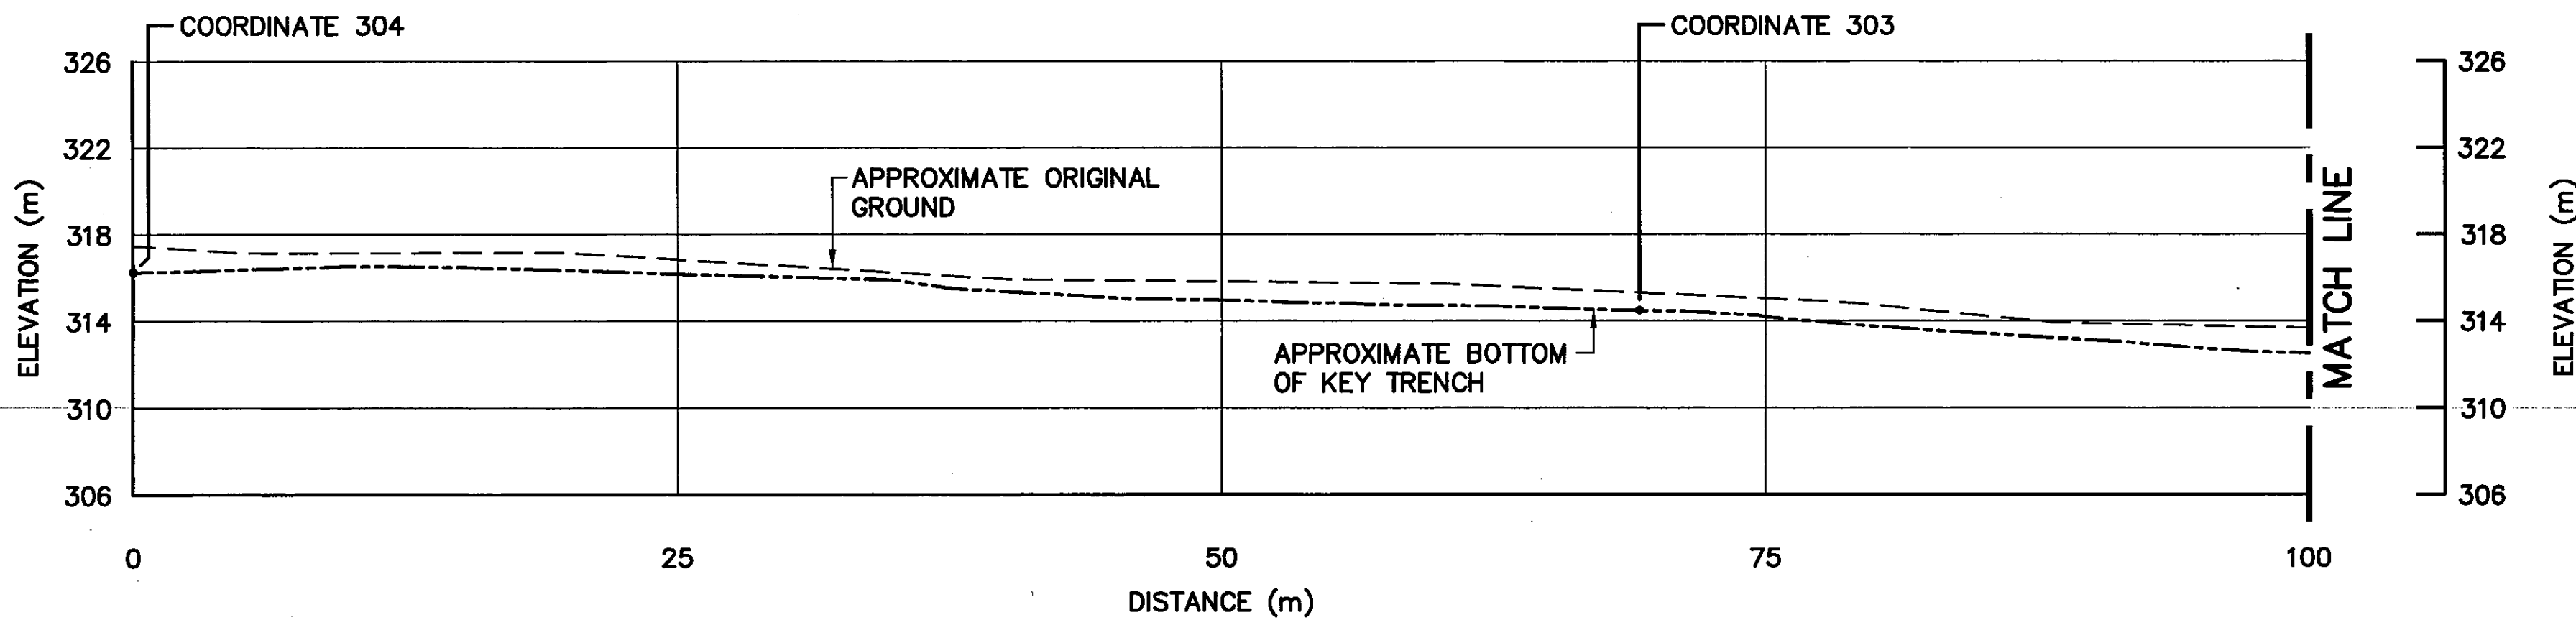 COORDINATE 304
COORDINATE 303
326
322
318
314
310
306
ELEVATION (m)
APPROXIMATE ORIGINAL
GROUND
APPROXIMATE BOTTOM
OF KEY TRENCH
MATCH LINE
326
322
318
314
310
306
ELEVATION (m)
0 25 50 75 100
DISTANCE (m)